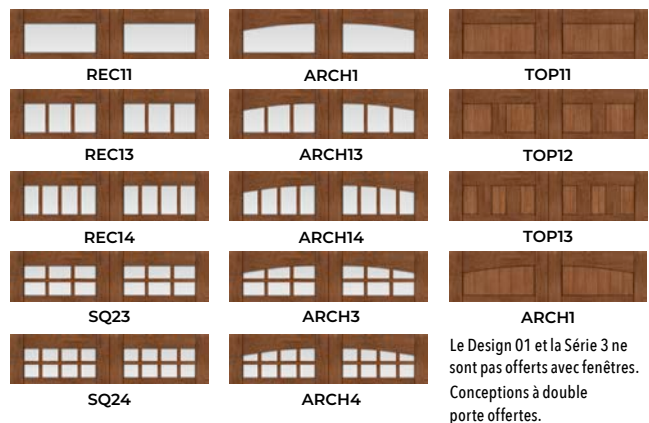 REC11
ARCH1
TOP11
REC13
ARCH13
TOP12
REC14
ARCH14
TOP13
SQ23
ARCH3
ARCH1
SQ24
ARCH4
Le Design 01 et la Série 3 ne
sont pas offerts avec fenêtres.
Conceptions à double
porte offertes.